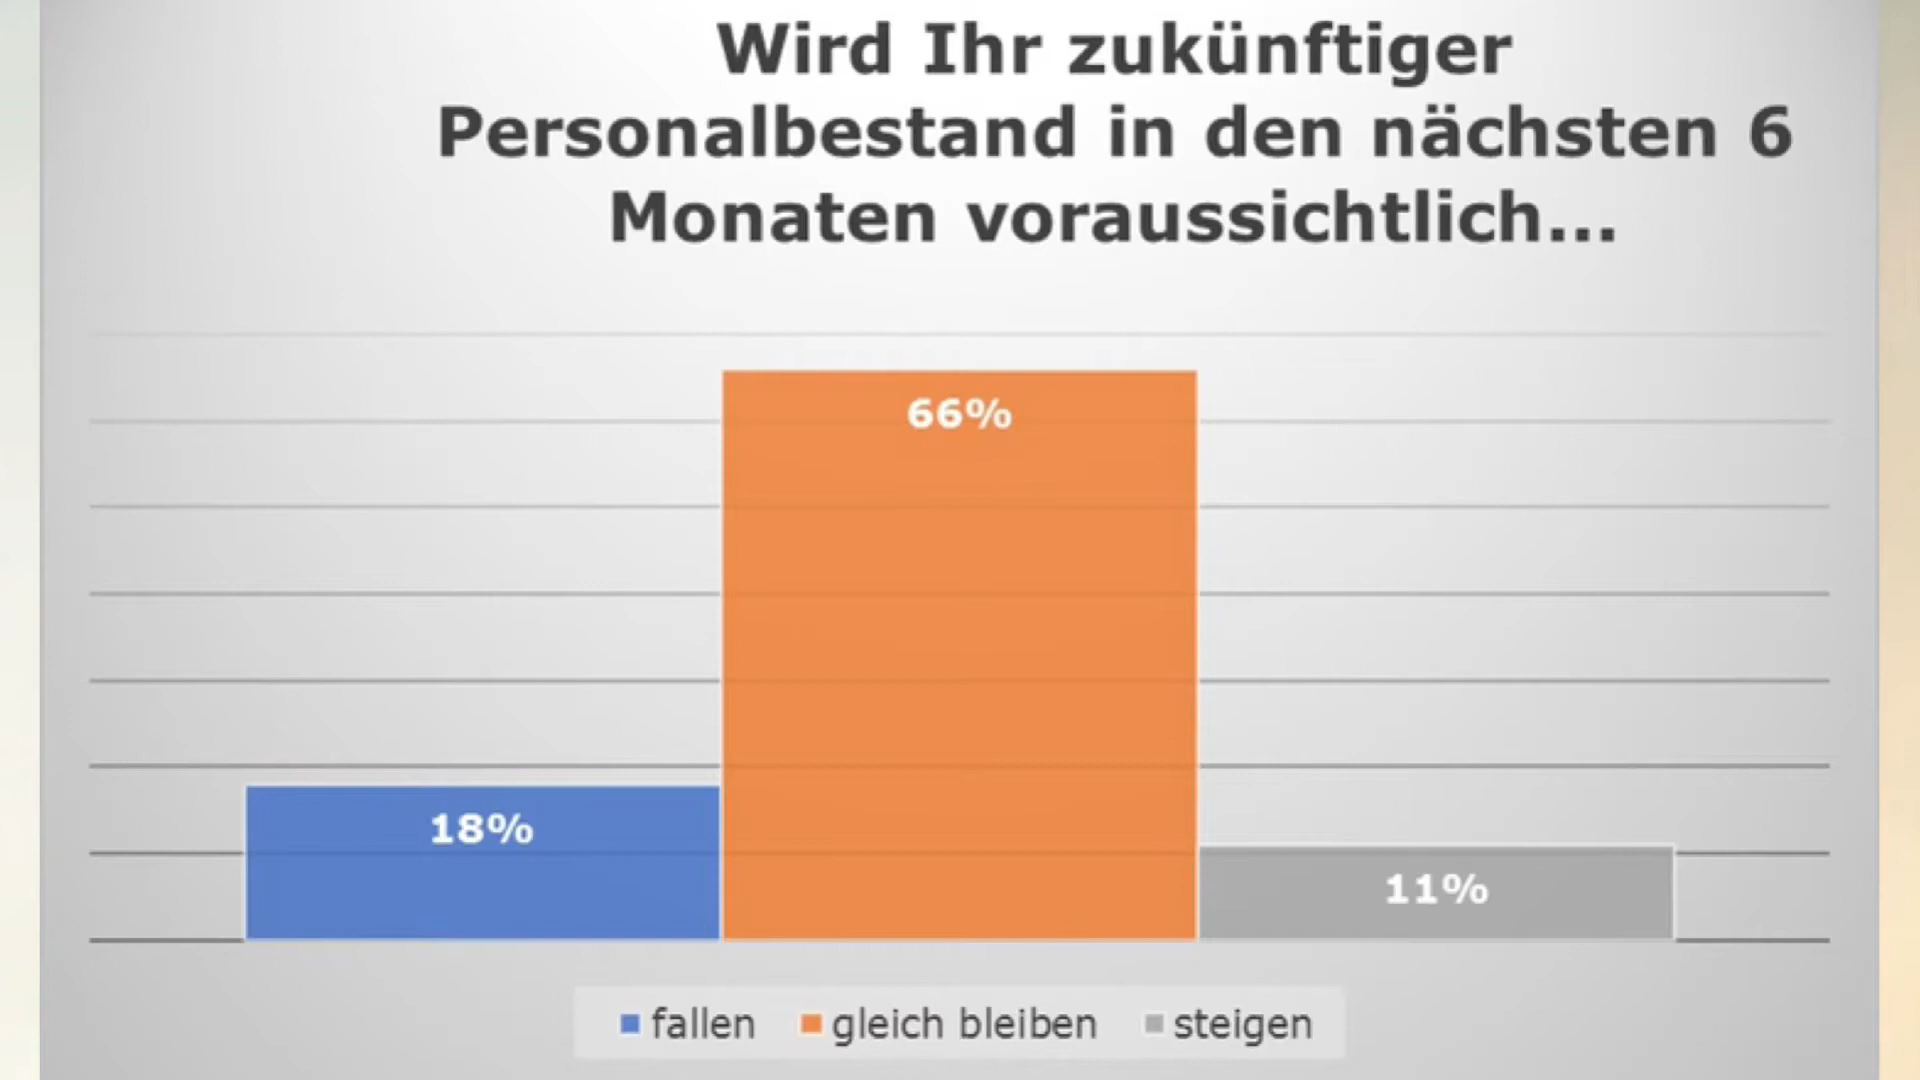 Wird Ihr zukünftiger
Personalbestand in den nächsten 6
Monaten voraussichtlich...
66%
18%
11%
fallen gleich bleiben steigen